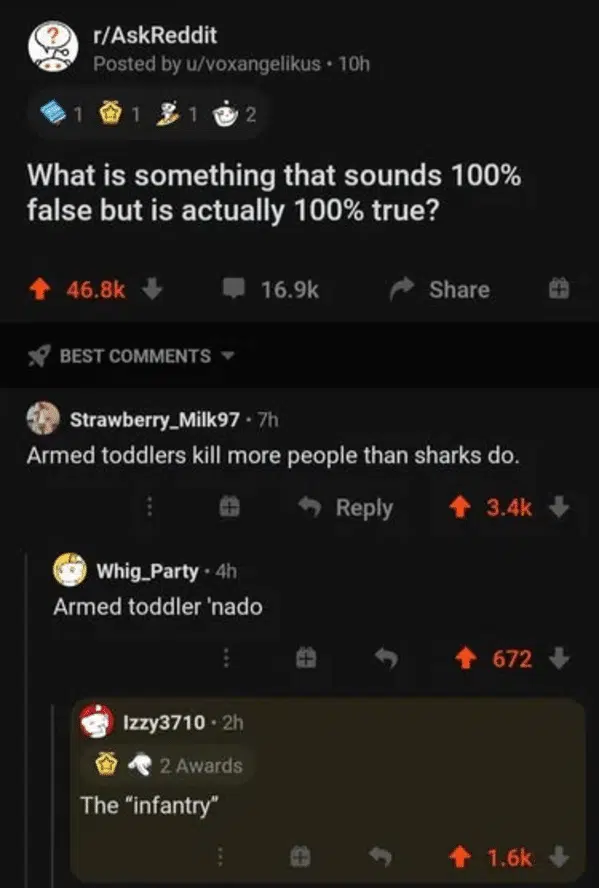 r/AskReddit
Posted by u/voxangelikus • 10h
1 1 1 2
What is something that sounds 100%
false but is actually 100% true?
46.8k 16.9k Share
BEST COMMENTS
Strawberry_Milk97 • 7h
Armed toddlers kill more people than sharks do.
Reply 3.4k
Whig_Party • 4h
Armed toddler 'nado
672
Izzy3710 • 2h
2 Awards
The “infantry”
1.6k